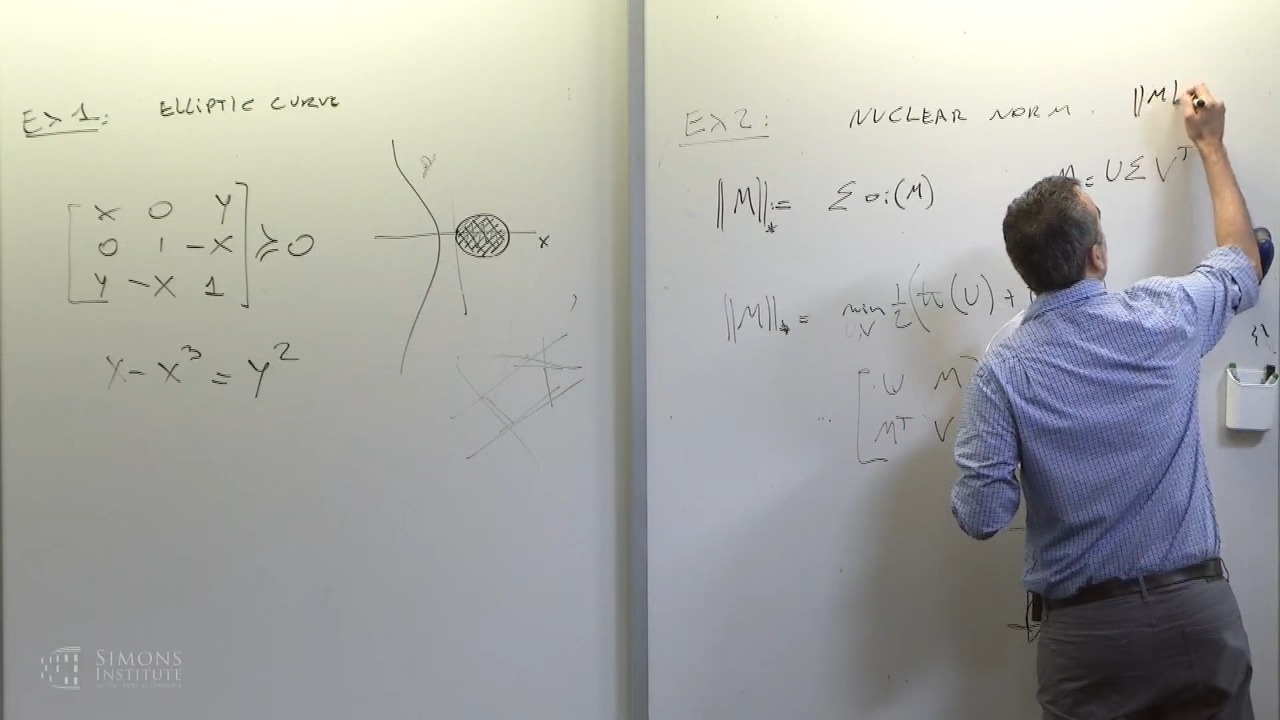 Ex 1: ELLIPTIC CURVE
[ X 0 Y
0 1 -X
Y -X 1 ] ≽ 0
X - X³ = Y²
x
Ex 2: NUCLEAR NORM. ||M|
||M||⁎ := Σ σi(M) M = U Σ Vᵀ
||M||⁎ = min U,V ½(tr(U) +
[ U M
Mᵀ V
SIMONS
INSTITUTE